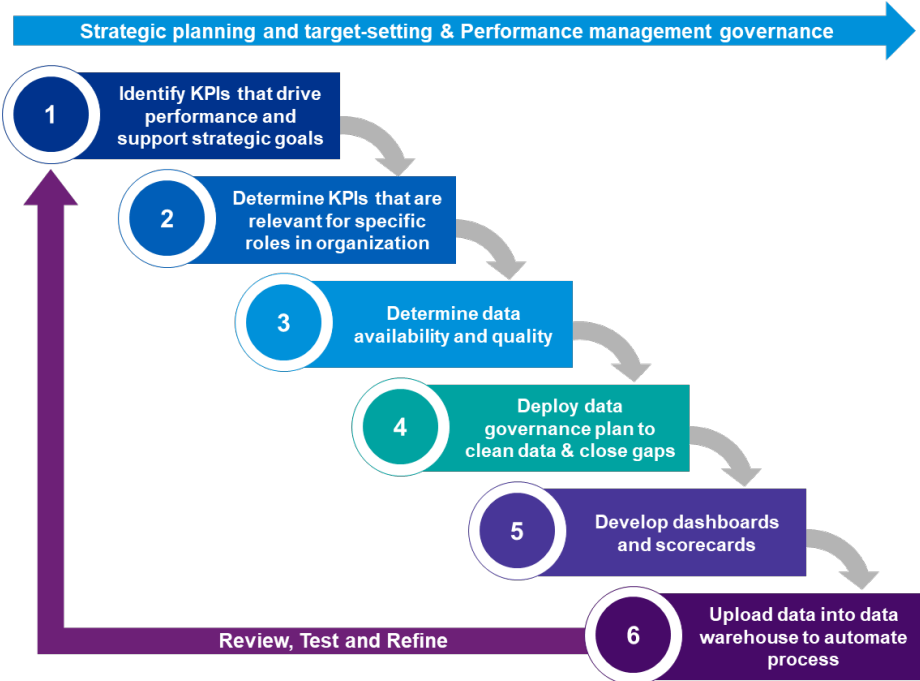 Strategic planning and target-setting & Performance management governance
1
Identify KPIs that drive
performance and
support strategic goals
2
Determine KPIs that are
relevant for specific
roles in organization
3
Determine data
availability and quality
4
Deploy data
governance plan to
clean data & close gaps
5
Develop dashboards
and scorecards
6
Upload data into data
warehouse to automate
process
Review, Test and Refine